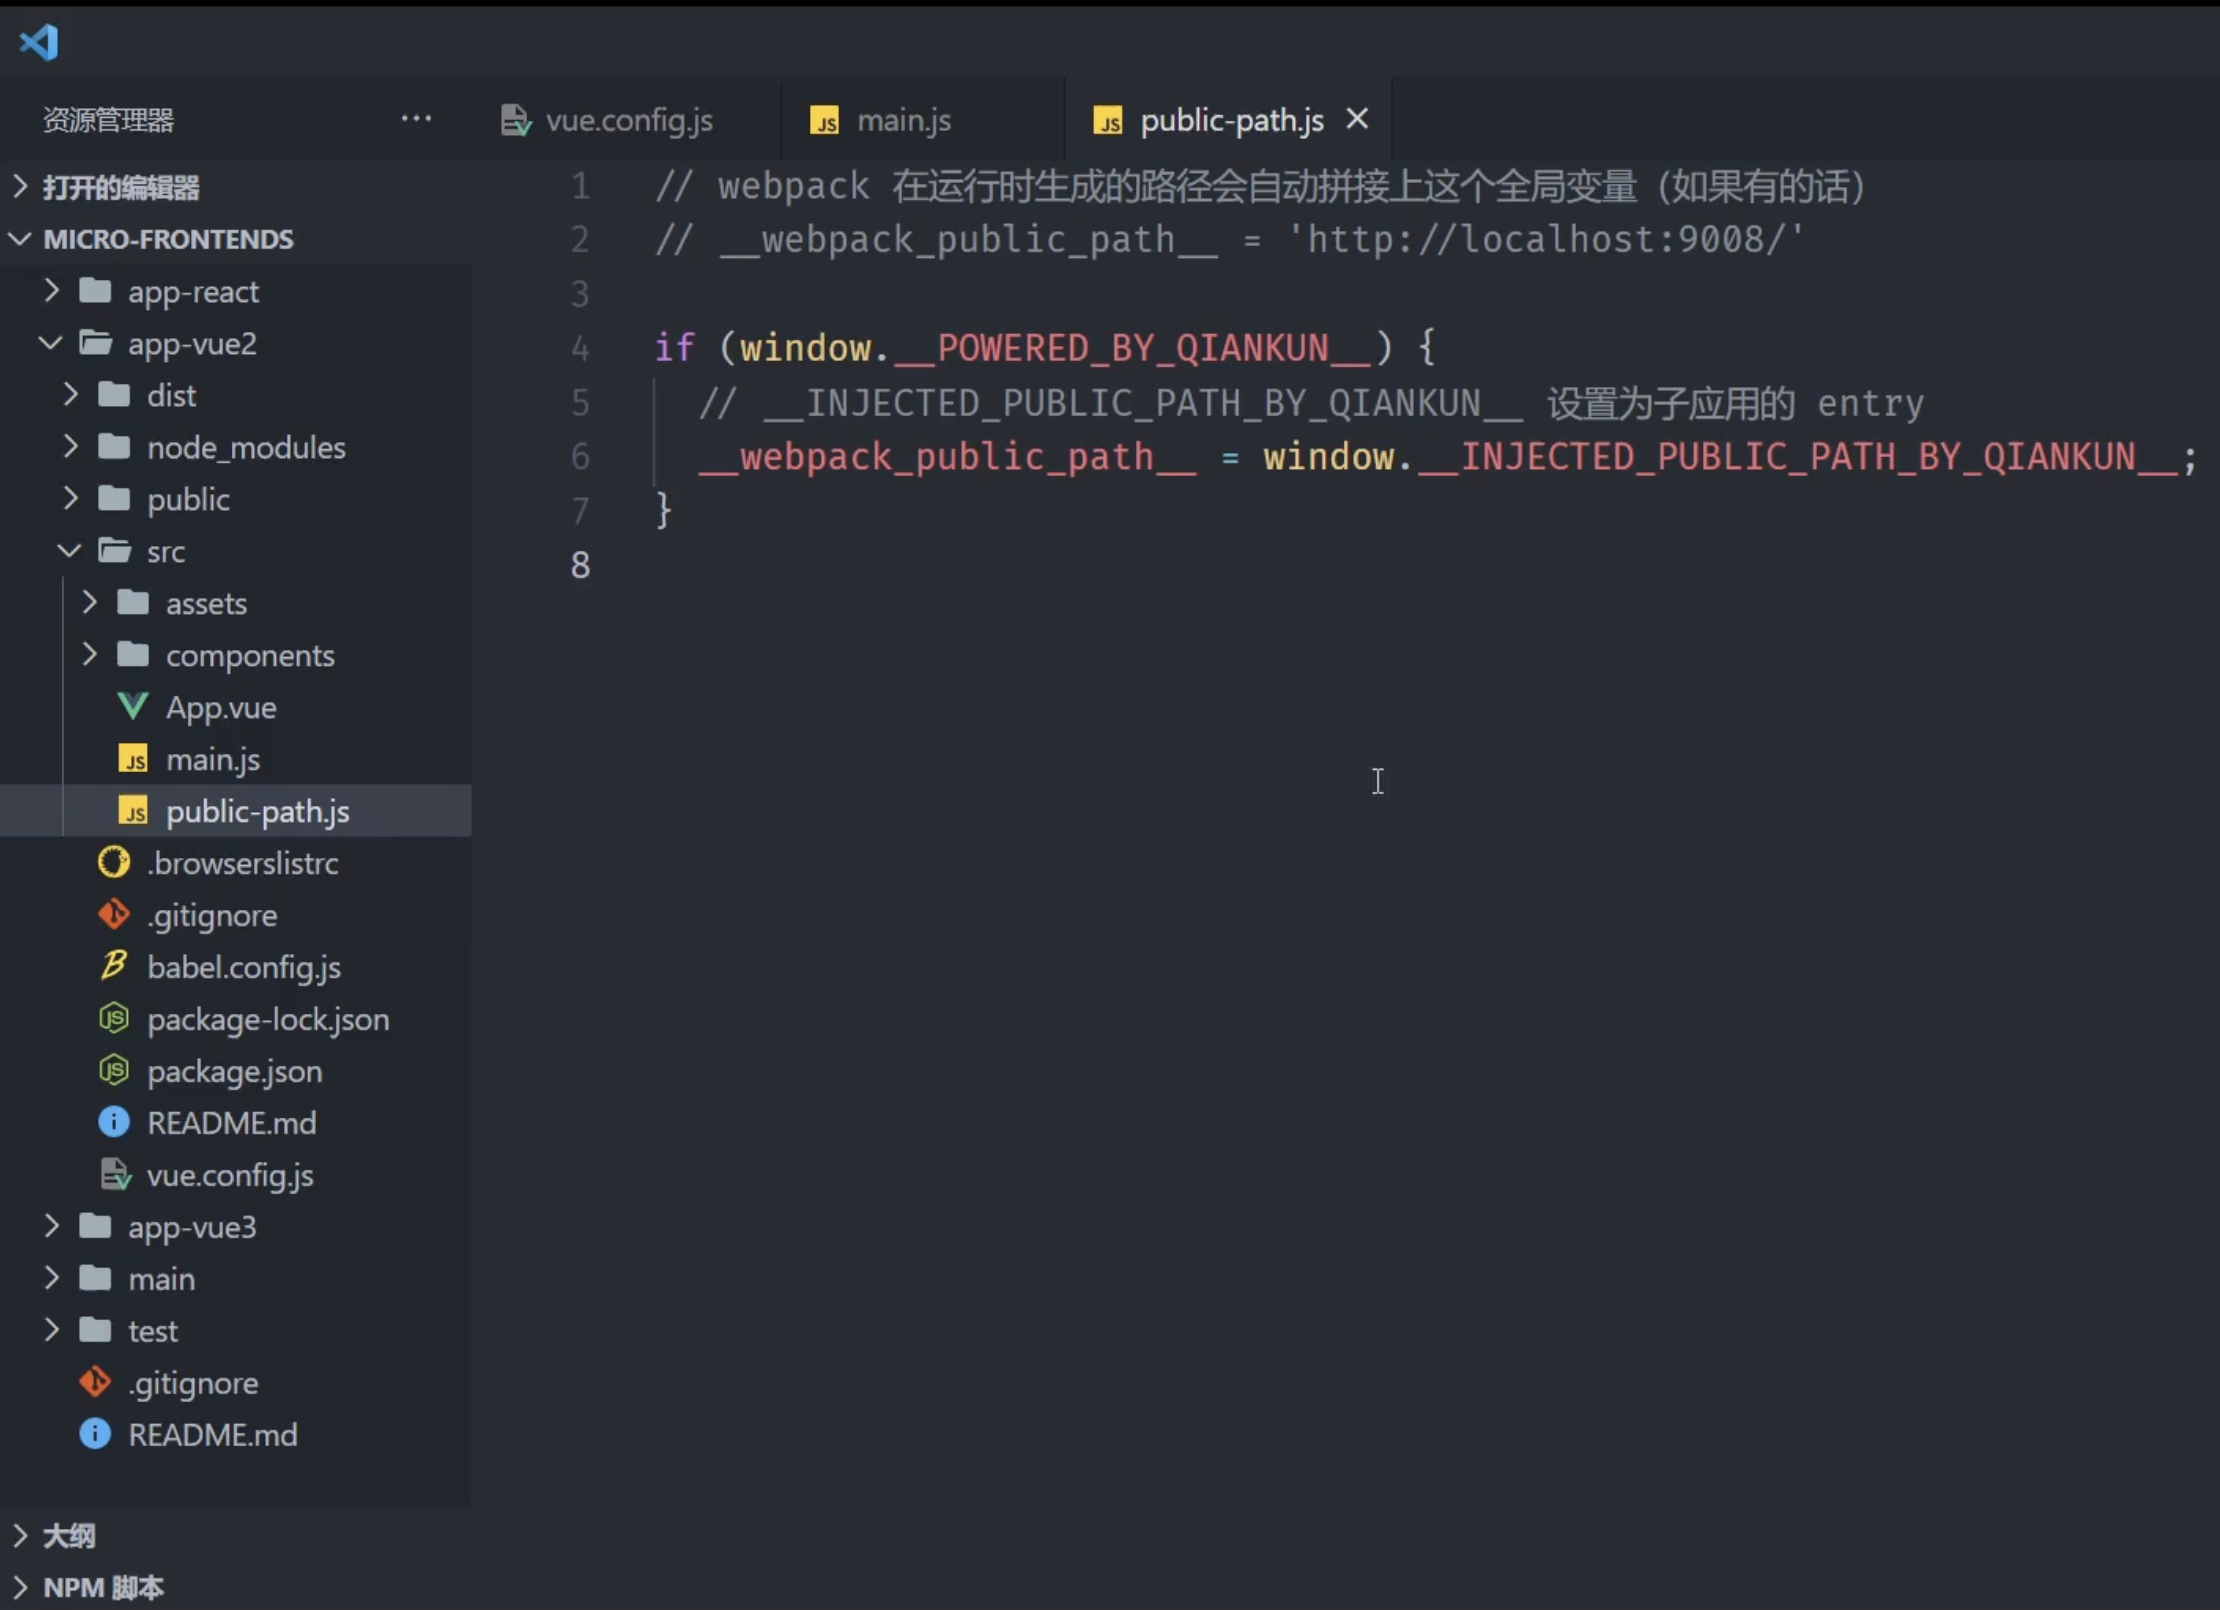 资源管理器
打开的编辑器
MICRO-FRONTENDS
app-react
app-vue2
dist
node_modules
public
src
assets
components
App.vue
main.js
public-path.js
.browserslistrc
.gitignore
babel.config.js
package-lock.json
package.json
README.md
vue.config.js
app-vue3
main
test
.gitignore
README.md
大纲
NPM 脚本
vue.config.js
main.js
public-path.js
1 // webpack 在运行时生成的路径会自动拼接上这个全局变量（如果有的话）
2 // __webpack_public_path__ = 'http://localhost:9008/'
3
4 if (window.__POWERED_BY_QIANKUN__) {
5 // __INJECTED_PUBLIC_PATH_BY_QIANKUN__ 设置为子应用的 entry
6 __webpack_public_path__ = window.__INJECTED_PUBLIC_PATH_BY_QIANKUN__;
7 }
8